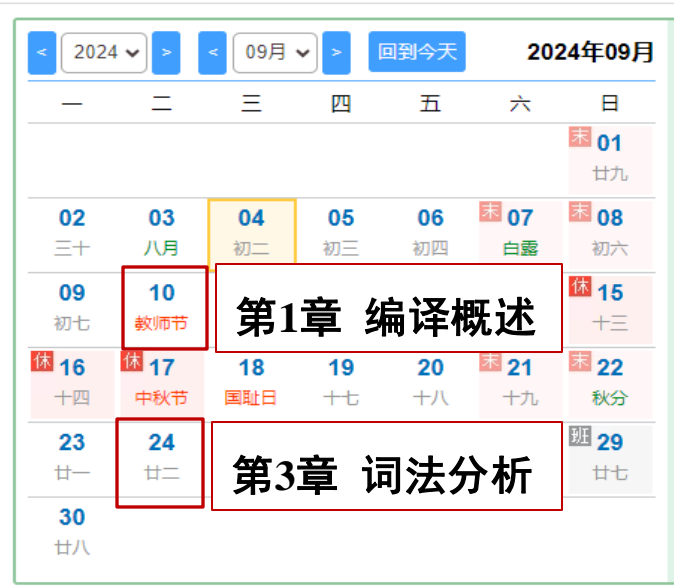 < 2024 > < 09月 > 回到今天 2024年09月
一 二 三 四 五 六 日
末 01
廿九
02 03 04 05 06 末 07 末 08
三十 八月 初二 初三 初四 白露 初六
09 10 休 15
初七 教师节 十三
第1章 编译概述
休 16 休 17 18 19 20 末 21 末 22
十四 中秋节 国耻日 十七 十八 十九 秋分
23 24 班 29
廿一 廿二 廿七
第3章 词法分析
30
廿八